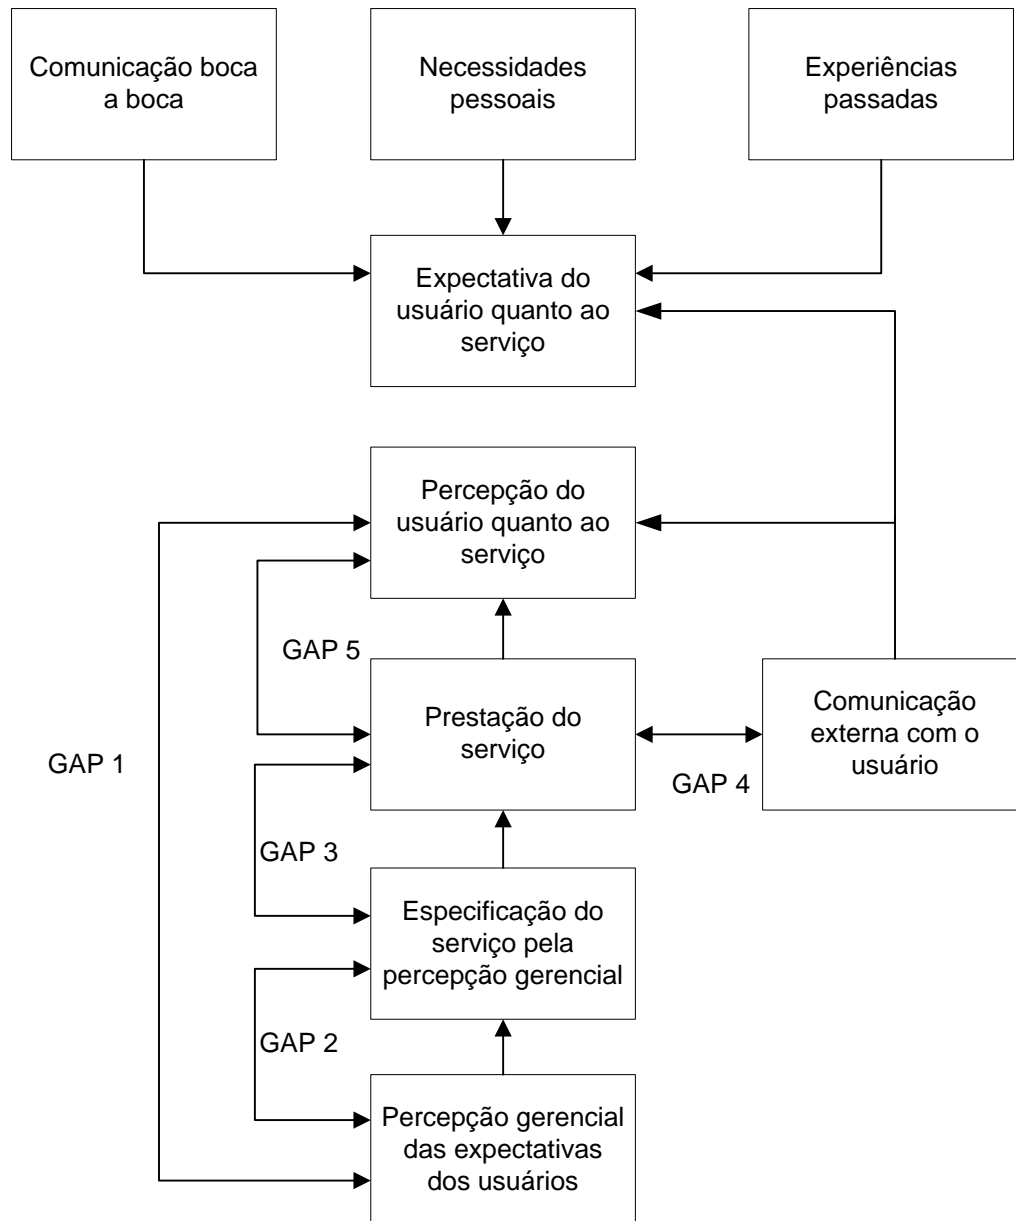 Comunicação boca
a boca
Necessidades
pessoais
Experiências
passadas
Expectativa do
usuário quanto ao
serviço
Percepção do
usuário quanto ao
serviço
GAP 5
Prestação do
serviço
Comunicação
externa com o
usuário
GAP 1
GAP 4
GAP 3
Especificação do
serviço pela
percepção gerencial
GAP 2
Percepção gerencial
das expectativas
dos usuários